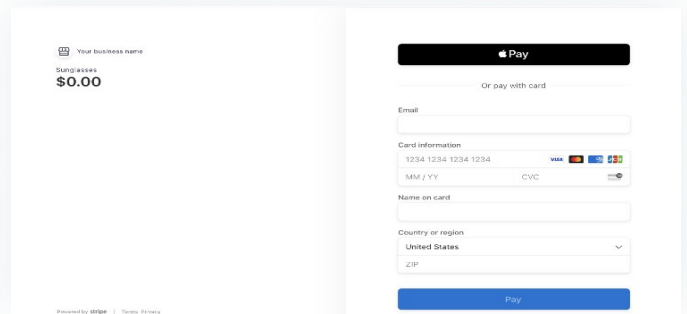 Your business name
Sunglasses
$0.00
Powered by stripe | Terms Privacy
Pay
Or pay with card
Email
Card information
1234 1234 1234 1234 VISA
MM / YY CVC
Name on card
Country or region
United States
ZIP
Pay